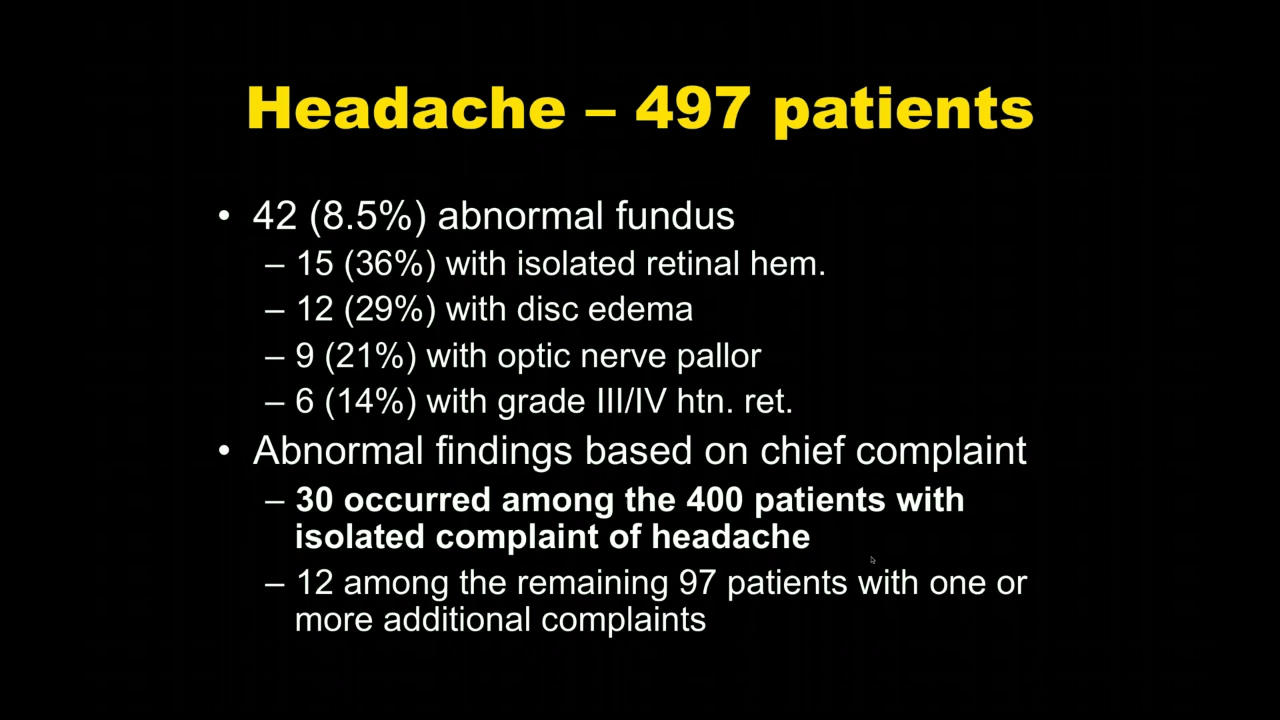 Headache – 497 patients
• 42 (8.5%) abnormal fundus
– 15 (36%) with isolated retinal hem.
– 12 (29%) with disc edema
– 9 (21%) with optic nerve pallor
– 6 (14%) with grade III/IV htn. ret.
• Abnormal findings based on chief complaint
– 30 occurred among the 400 patients with
isolated complaint of headache
– 12 among the remaining 97 patients with one or
more additional complaints